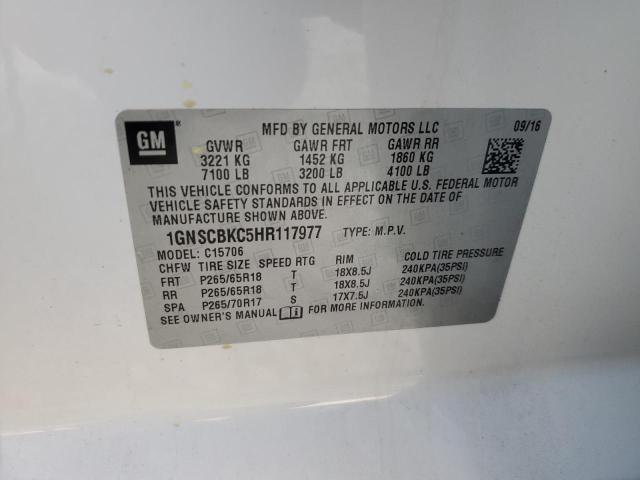 GM
MFD BY GENERAL MOTORS LLC 09/16
GVWR GAWR FRT GAWR RR
3221 KG 1452 KG 1860 KG
7100 LB 3200 LB 4100 LB
THIS VEHICLE CONFORMS TO ALL APPLICABLE U.S. FEDERAL MOTOR
VEHICLE SAFETY STANDARDS IN EFFECT ON THE DATE OF
MANUFACTURE SHOWN ABOVE.
1GNSCBKC5HR117977 TYPE: M.P.V.
MODEL: C15706
CHFW TIRE SIZE SPEED RTG RIM COLD TIRE PRESSURE
FRT P265/65R18 T 18X8.5J 240KPA(35PSI)
RR P265/65R18 T 18X8.5J 240KPA(35PSI)
SPA P265/70R17 S 17X7.5J 240KPA(35PSI)
SEE OWNER'S MANUAL FOR MORE INFORMATION.